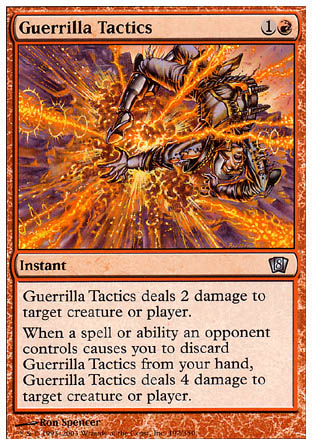 Guerrilla Tactics 1
Instant
8
Guerrilla Tactics deals 2 damage to
target creature or player.
When a spell or ability an opponent
controls causes you to discard
Guerrilla Tactics from your hand,
Guerrilla Tactics deals 4 damage to
target creature or player.
Ron Spencer